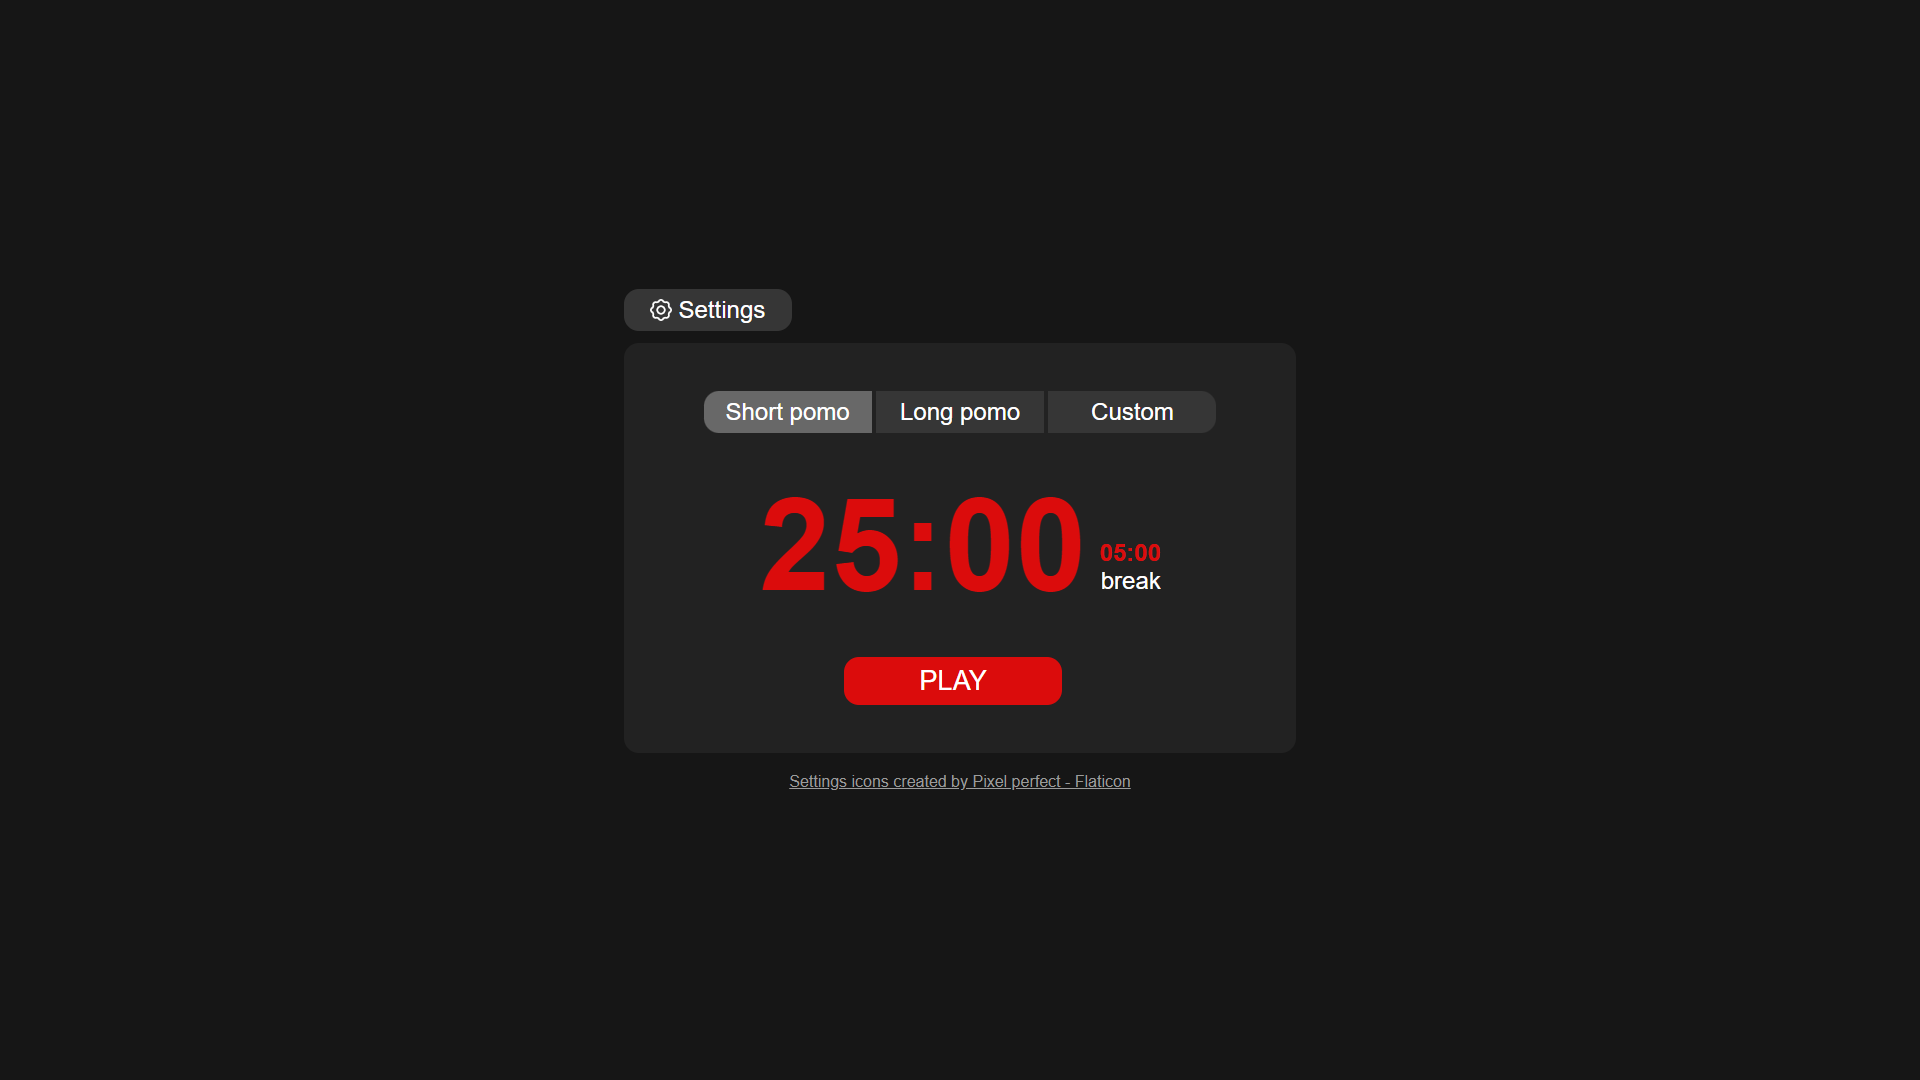 Settings
Short pomo Long pomo Custom
25:00 05:00
break
PLAY
Settings icons created by Pixel perfect - Flaticon